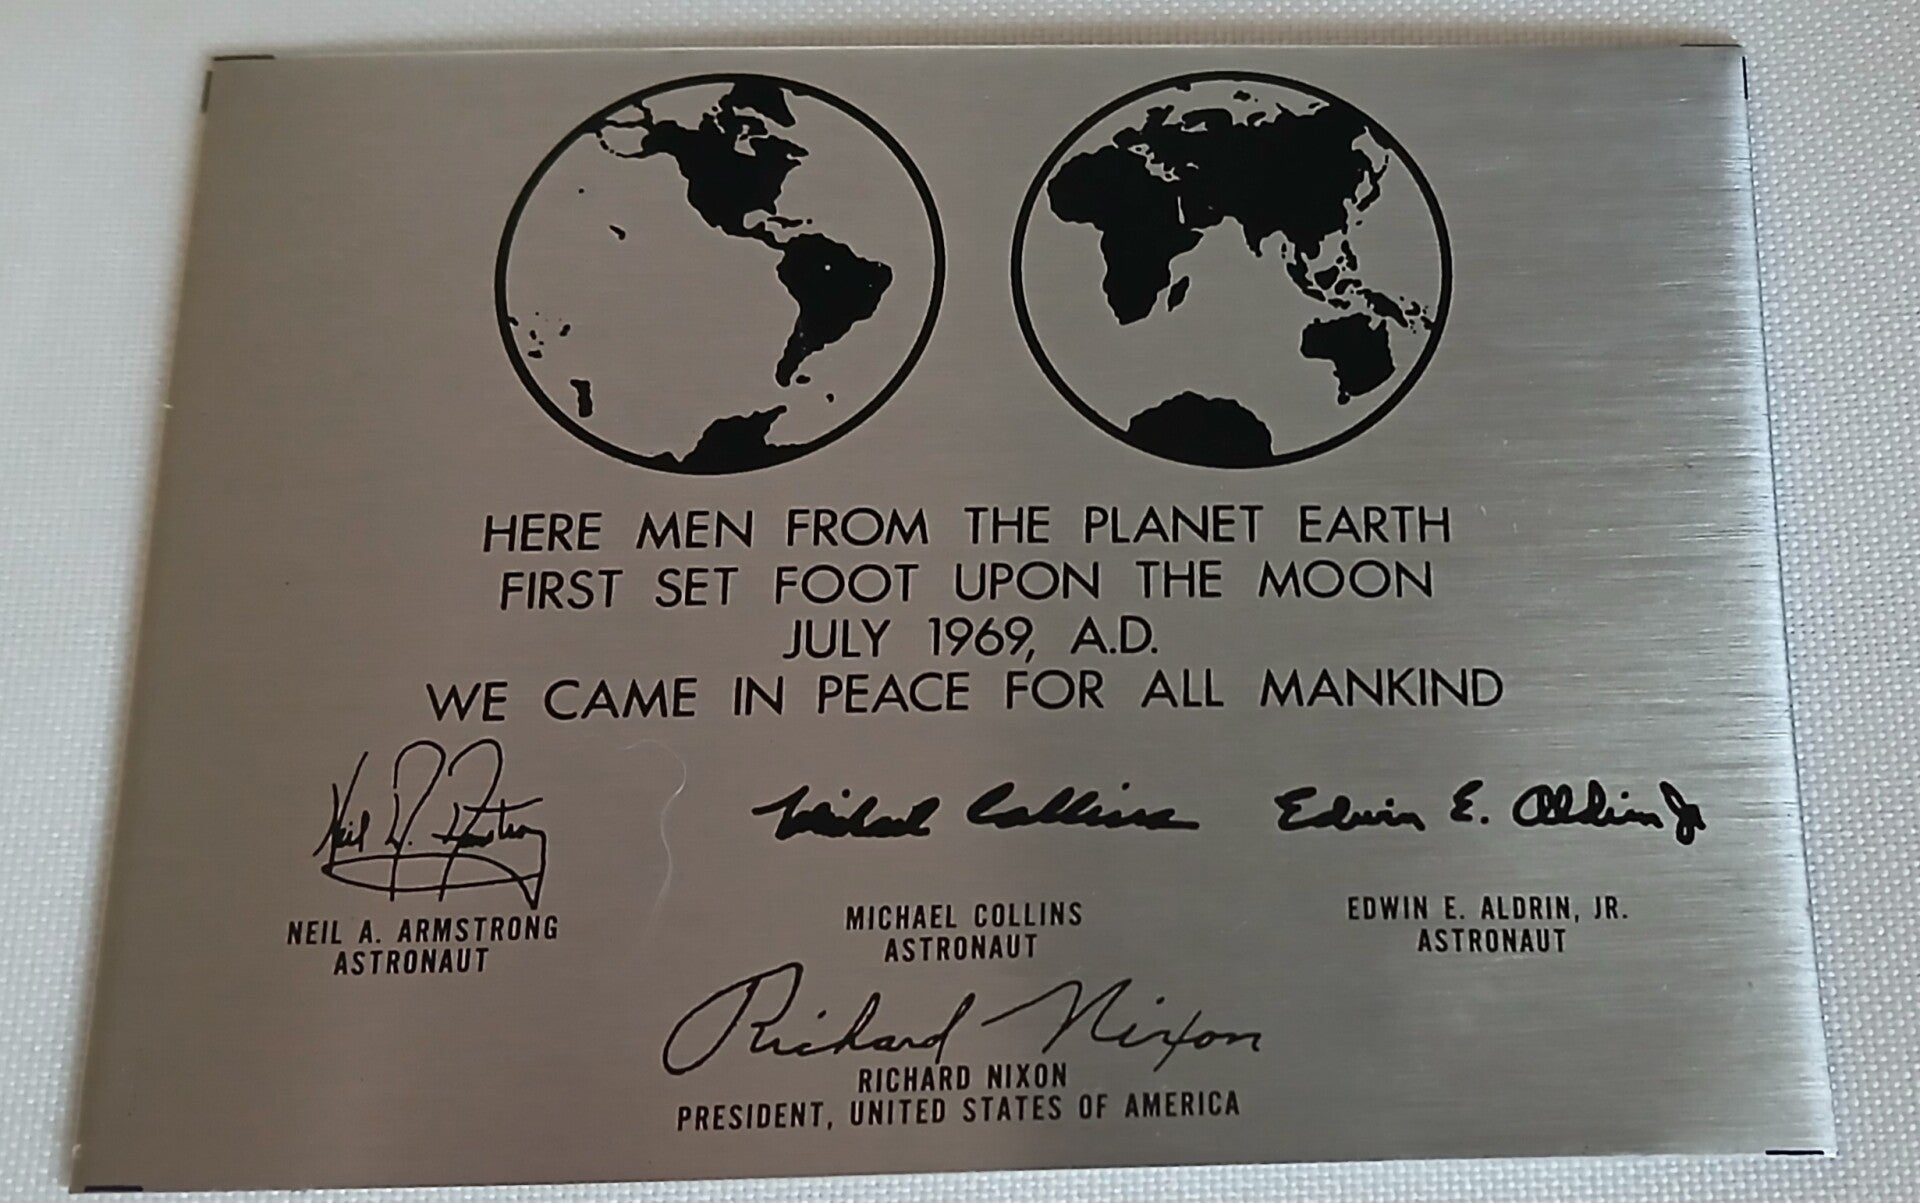 HERE MEN FROM THE PLANET EARTH
FIRST SET FOOT UPON THE MOON
JULY 1969, A.D.
WE CAME IN PEACE FOR ALL MANKIND
Neil A. Armstrong Michael Collins Edwin E. Aldrin Jr
NEIL A. ARMSTRONG MICHAEL COLLINS EDWIN E. ALDRIN, JR.
ASTRONAUT ASTRONAUT ASTRONAUT
Richard Nixon
RICHARD NIXON
PRESIDENT, UNITED STATES OF AMERICA